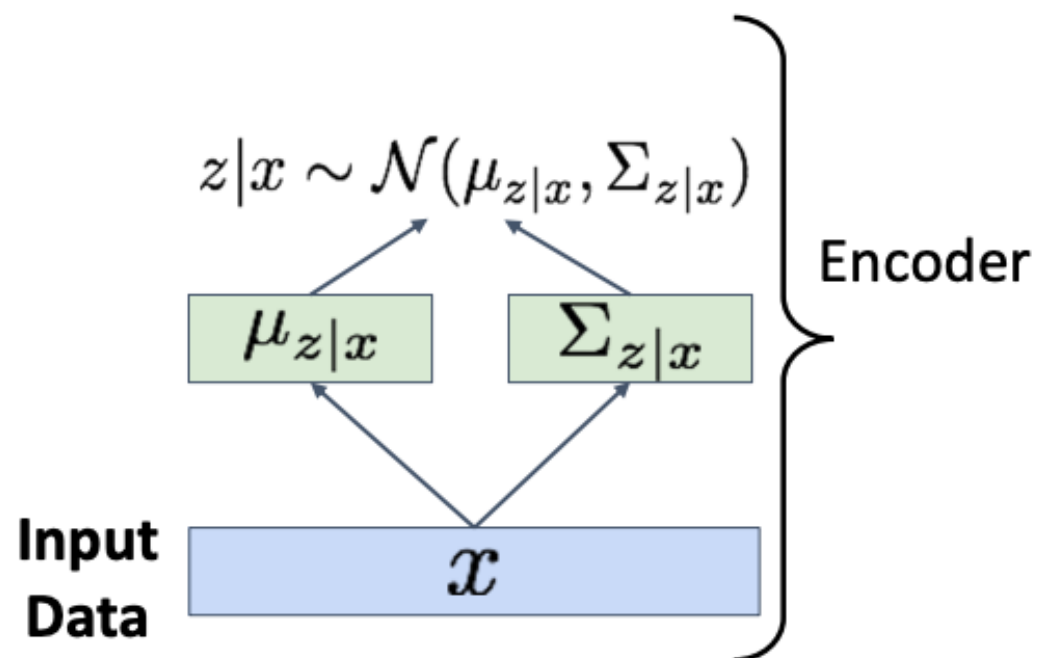 z|x ∼ 𝒩(μ_{z|x}, Σ_{z|x})
Encoder
μ_{z|x}
Σ_{z|x}
Input
Data
x